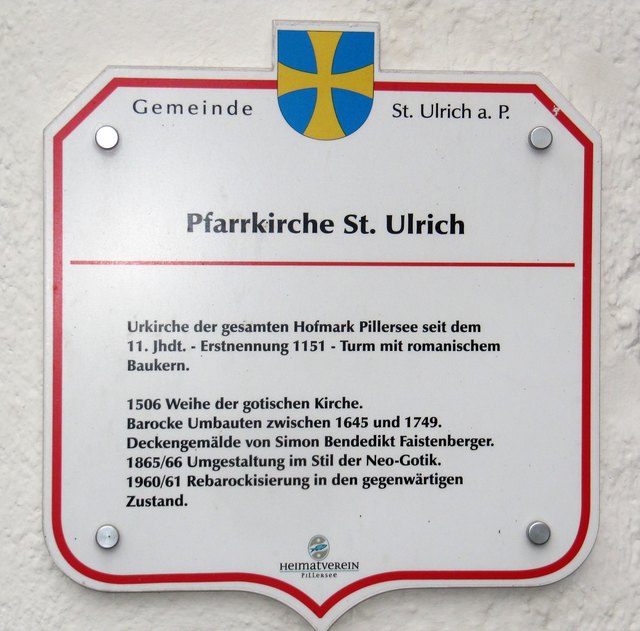 Gemeinde St. Ulrich a. P.
Pfarrkirche St. Ulrich
Urkirche der gesamten Hofmark Pillersee seit dem
11. Jhdt. - Erstnennung 1151 - Turm mit romanischem
Baukern.
1506 Weihe der gotischen Kirche.
Barocke Umbauten zwischen 1645 und 1749.
Deckengemälde von Simon Bendedikt Faistenberger.
1865/66 Umgestaltung im Stil der Neo-Gotik.
1960/61 Rebarockisierung in den gegenwärtigen
Zustand.
HEIMATVEREIN
PILLERSEE